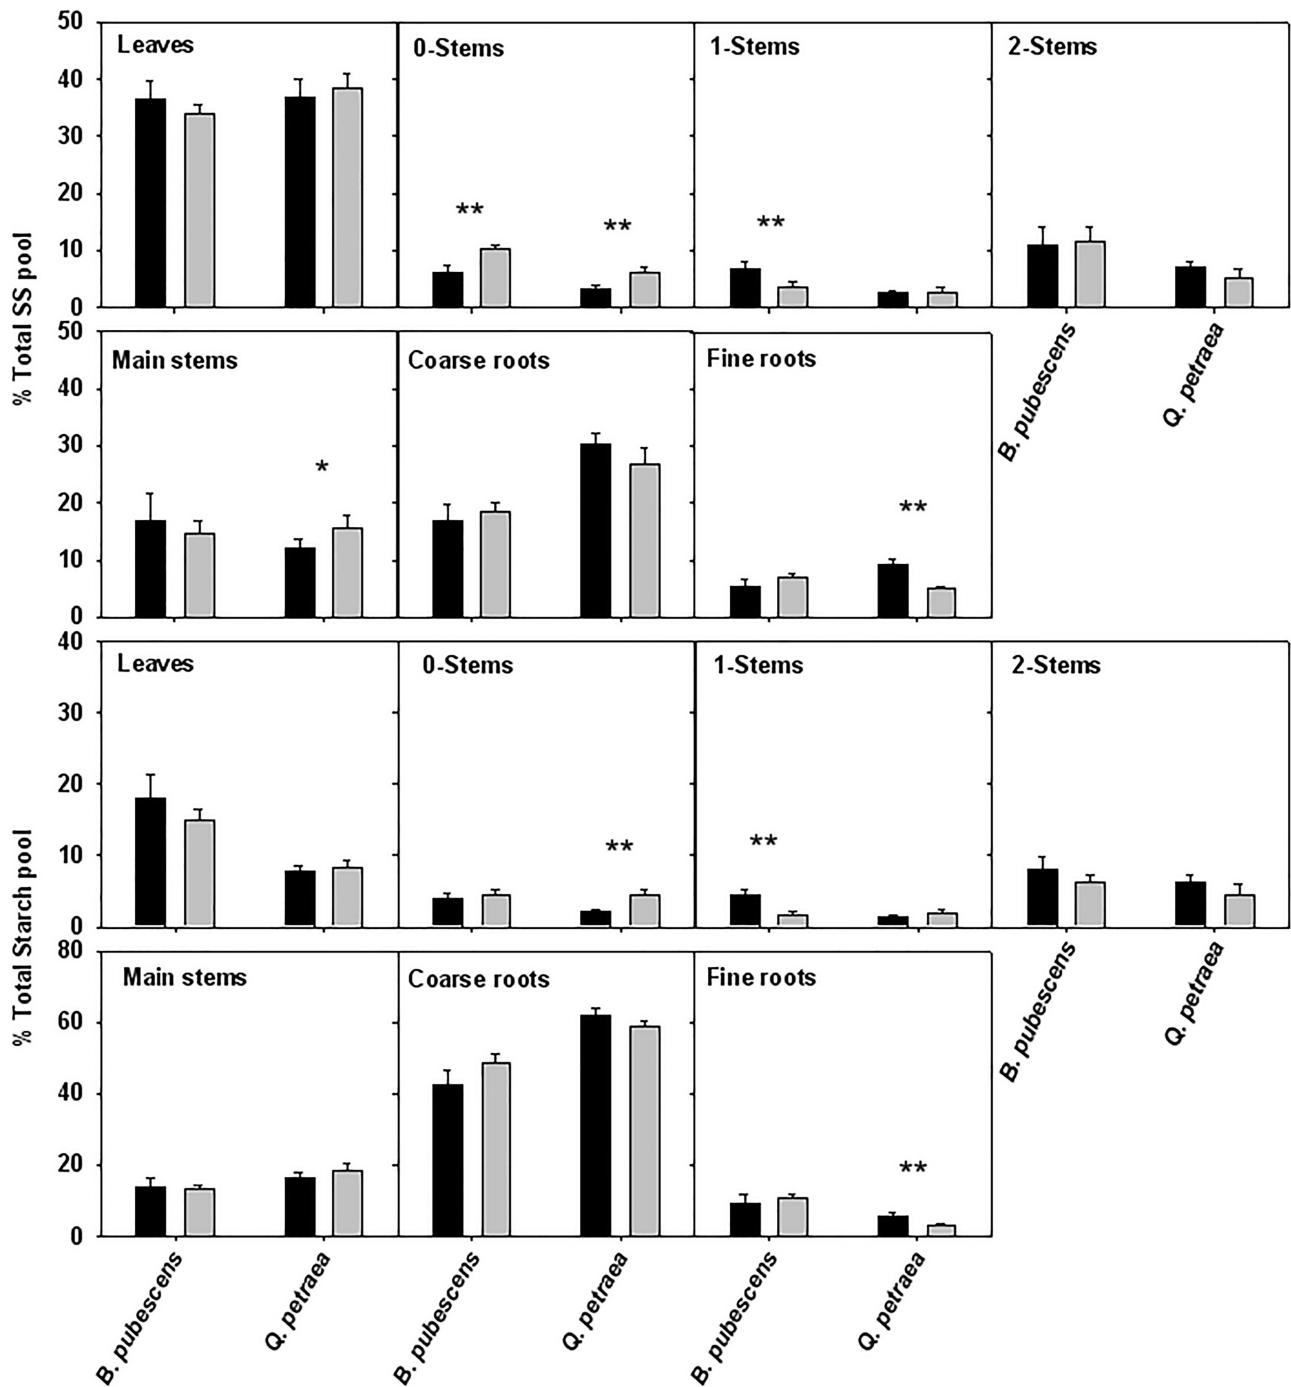 % Total SS pool
50
40
30
20
10
0
Leaves
0-Stems
**
**
1-Stems
**
2-Stems
B. pubescens
Q. petraea
50
40
30
20
10
0
Main stems
*
Coarse roots
Fine roots
**
% Total Starch pool
40
30
20
10
0
Leaves
0-Stems
**
1-Stems
**
2-Stems
B. pubescens
Q. petraea
80
60
40
20
0
Main stems
Coarse roots
Fine roots
**
B. pubescens
Q. petraea
B. pubescens
Q. petraea
B. pubescens
Q. petraea